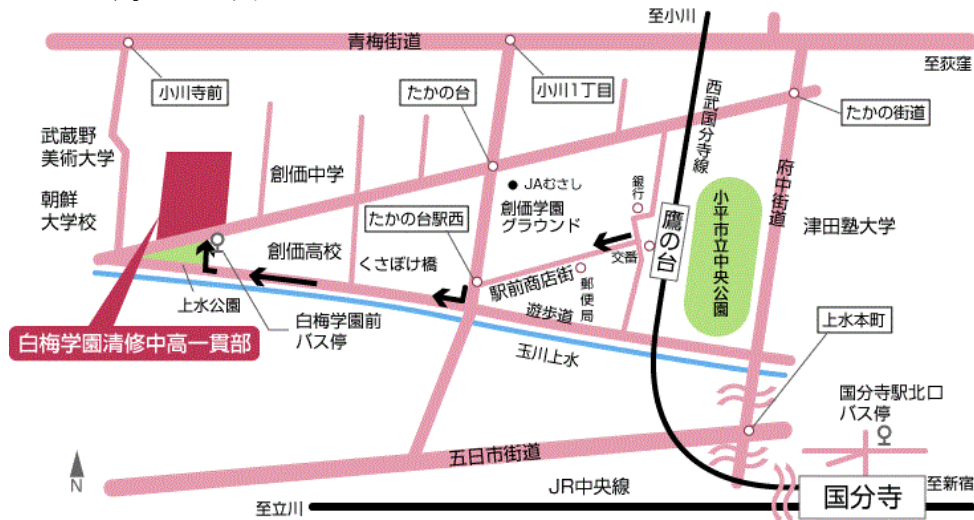 至小川
青梅街道
至荻窪
小川寺前
たかの台
小川1丁目
たかの街道
西武国分寺線
武蔵野
美術大学
創価中学
JAむさし
銀行
府中街道
朝鮮
大学校
たかの台駅西
創価学園
グラウンド
鷹の台
小平市立中央公園
津田塾大学
創価高校
くさぼけ橋
交番
駅前商店街
郵便局
上水公園
遊歩道
白梅学園前
バス停
上水本町
白梅学園清修中高一貫部
玉川上水
国分寺駅北口
バス停
五日市街道
N
JR中央線
国分寺
至新宿
至立川